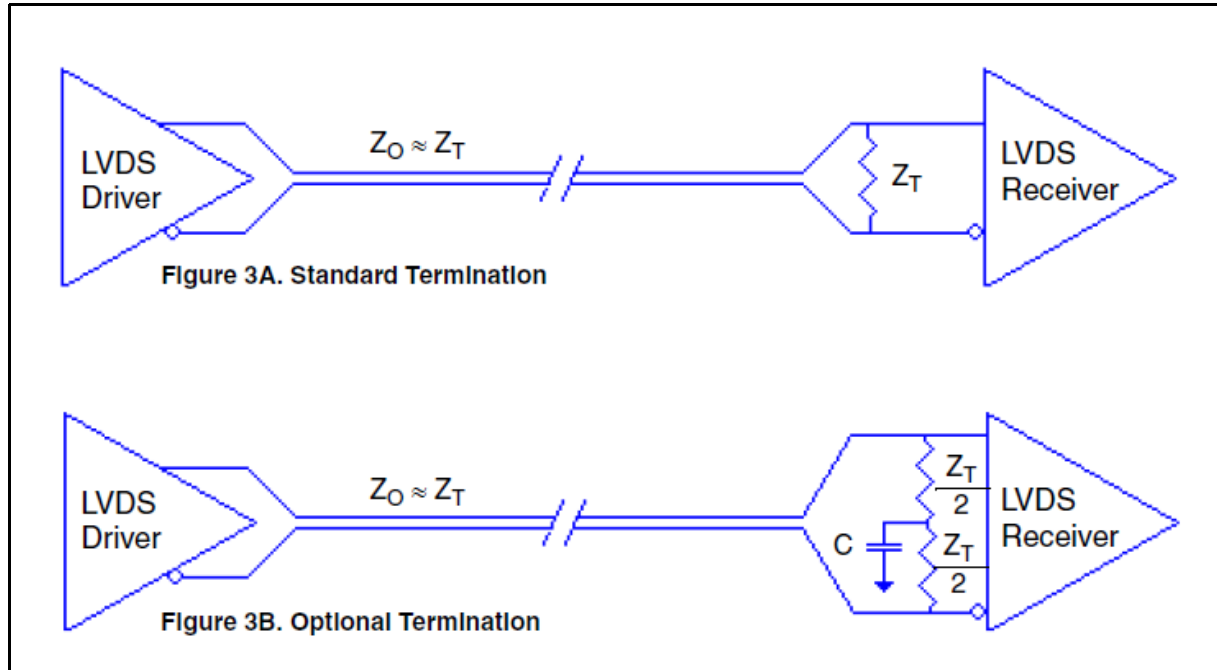 LVDS
Driver
Z_O ≈ Z_T
Z_T
LVDS
Receiver
Figure 3A. Standard Termination
LVDS
Driver
Z_O ≈ Z_T
C
Z_T
2
Z_T
2
LVDS
Receiver
Figure 3B. Optional Termination